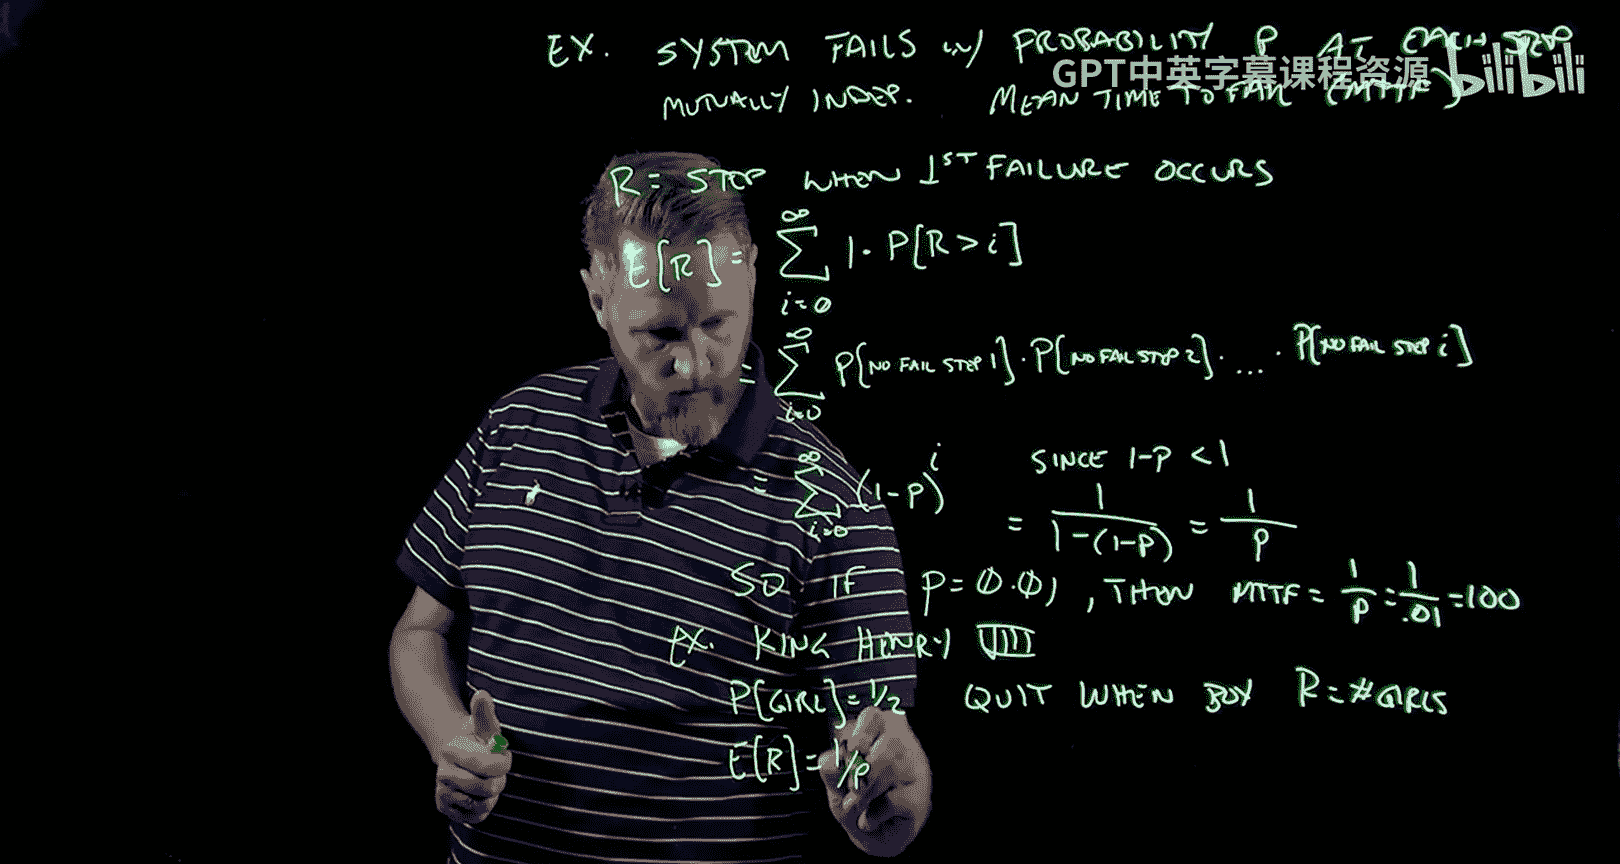 EX. SYSTEM FAILS w/ PROBABILITY P AT EACH STEP
GPT中英字幕课程资源 bilibili
MUTUALLY INDEP. MEAN TIME TO FAIL (MTTF)
R = STEP WHEN 1ST FAILURE OCCURS
E[R] = ∑_{i=0}^{∞} 1· P[R > i]
= ∑_{i=0}^{∞} P[NO FAIL STEP 1] · P[NO FAIL STEP 2] · ... · P[NO FAIL STEP i]
= ∑_{i=0}^{∞} (1-P)^i SINCE 1-P < 1
= 1/(1-(1-P)) = 1/P
SO IF P = 0.01, THEN MTTF = 1/P = 1/.01 = 100
EX. KING HENRY VIII
P[GIRL] = 1/2 QUIT WHEN BOY R = #GIRLS
E[R] = 1/P